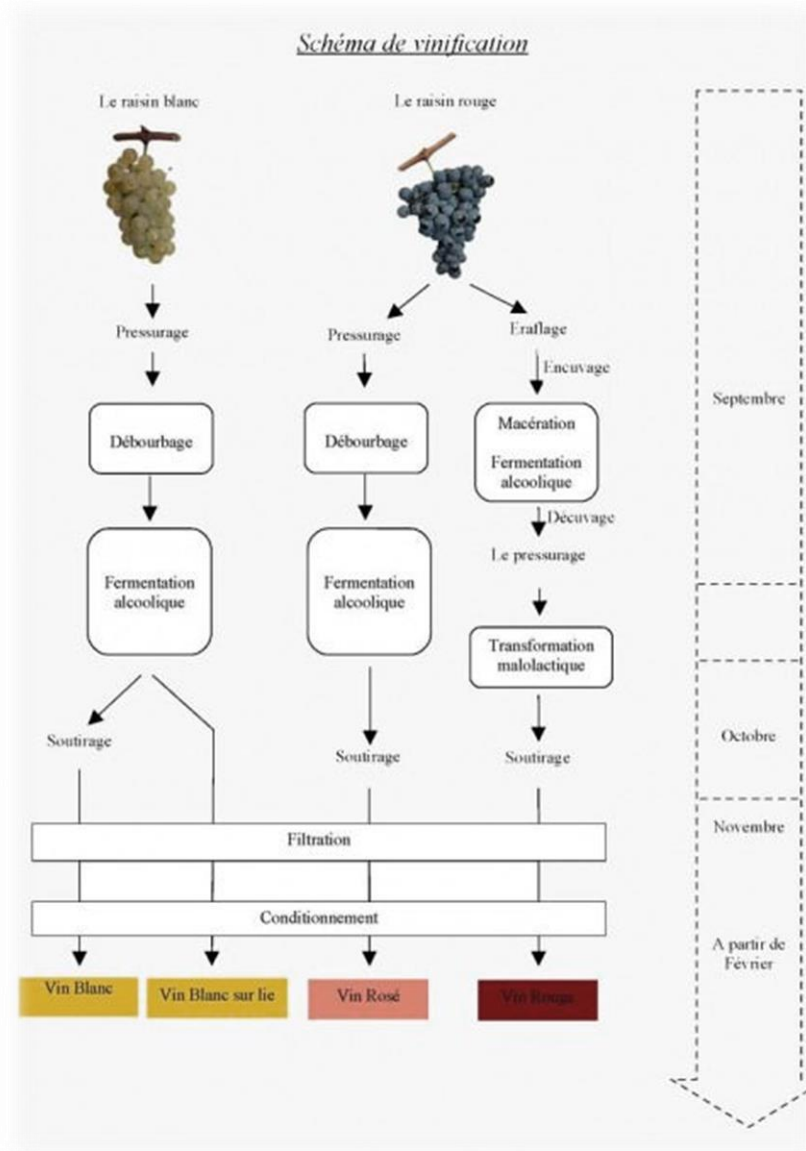 Schéma de vinification
Le raisin blanc
Le raisin rouge
Pressurage
Pressurage
Eraflage
Encuvage
Septembre
Débourbage
Débourbage
Macération
Fermentation
alcoolique
Décuvage
Le pressurage
Fermentation
alcoolique
Fermentation
alcoolique
Transformation
malolactique
Soutirage
Soutirage
Soutirage
Octobre
Filtration
Novembre
Conditionnement
A partir de
Février
Vin Blanc
Vin Blanc sur lie
Vin Rosé
Vin Rouge